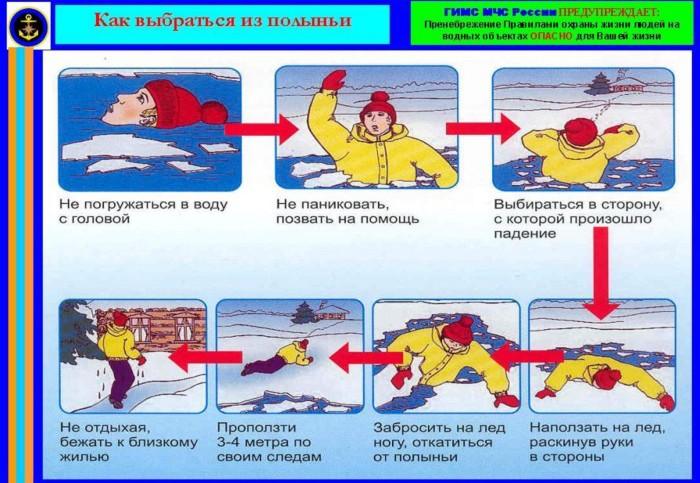 Как выбраться из полыньи
ГИМС МЧС России ПРЕДУПРЕЖДАЕТ:
Пренебрежение Правилами охраны жизни людей на
водных объектах ОПАСНО для Вашей жизни
Не погружаться в воду
с головой
Не паниковать,
позвать на помощь
Выбираться в сторону,
с которой произошло
падение
Наползать на лед,
раскинув руки
в стороны
Забросить на лед
ногу, откатиться
от полыньи
Проползти
3-4 метра по
своим следам
Не отдыхая,
бежать к близкому
жилью